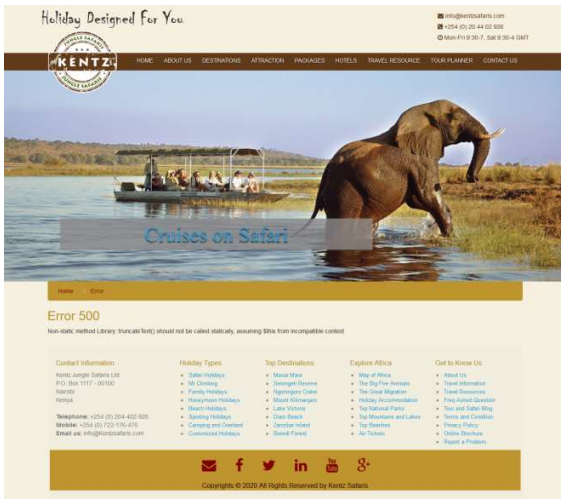 Holiday Designed For You
info@kentzsafaris.com
+254 (0) 20 44 02 926
Mon-Fri 9:30-7, Sat 9:30-4 GMT
JUNGLE SAFARIS
KENTZ
JUNGLE SAFARIS
HOME ABOUT US DESTINATIONS ATTRACTION PACKAGES HOTELS TRAVEL RESOURCE TOUR PLANNER CONTACT US
Cruises on Safari
Home Error
Error 500
Non-static method Library::truncateText() should not be called statically, assuming $this from incompatible context
Contact Information
Kentz Jungle Safaris Ltd
P.O. Box 1117 - 00100
Nairobi
Kenya
Telephone: +254 (0) 204-402-926,
Mobile: +254 (0) 722-176-476
Email us: info@kentzsafaris.com
Holiday Types
Safari Holidays
Mt Climbing
Family Holidays
Honeymoon Holidays
Beach Holidays
Sporting Holidays
Camping and Overland
Customized Holidays
Top Destinations
Masai Mara
Serengeti Reserve
Ngorongoro Crater
Mount Kilimanjaro
Lake Victoria
Diani Beach
Zanzibar Island
Bwindi Forest
Explore Africa
Map of Africa
The Big Five Animals
The Great Migration
Holiday Accommodation
Top National Parks
Top Mountains and Lakes
Top Beaches
Air Tickets
Get to Know Us
About Us
Travel Information
Travel Resources
Freq Asked Question
Tour and Safari Blog
Terms and Condition
Privacy Policy
Online Brochure
Report a Problem
Copyrights © 2020 All Rights Reserved by Kentz Safaris.